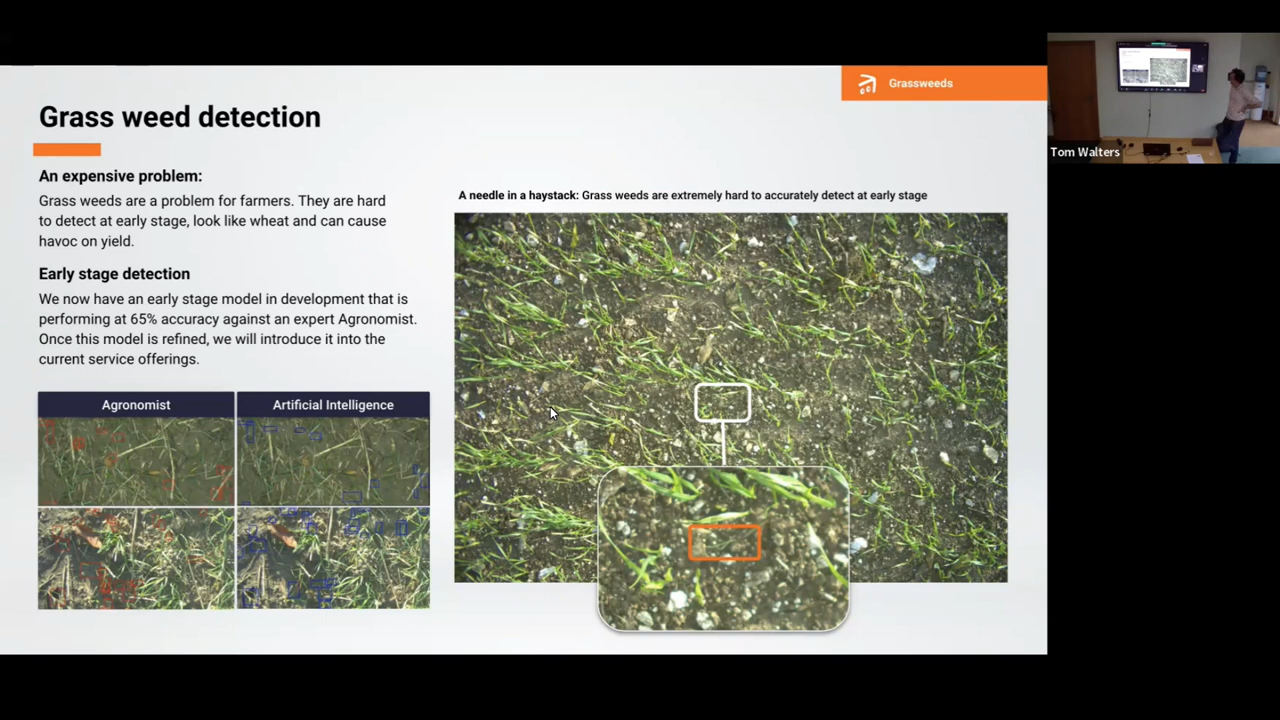 Grassweeds
Grass weed detection
An expensive problem:
Grass weeds are a problem for farmers. They are hard
to detect at early stage, look like wheat and can cause
havoc on yield.
Early stage detection
We now have an early stage model in development that is
performing at 65% accuracy against an expert Agronomist.
Once this model is refined, we will introduce it into the
current service offerings.
Agronomist
Artificial Intelligence
A needle in a haystack: Grass weeds are extremely hard to accurately detect at early stage
Tom Walters